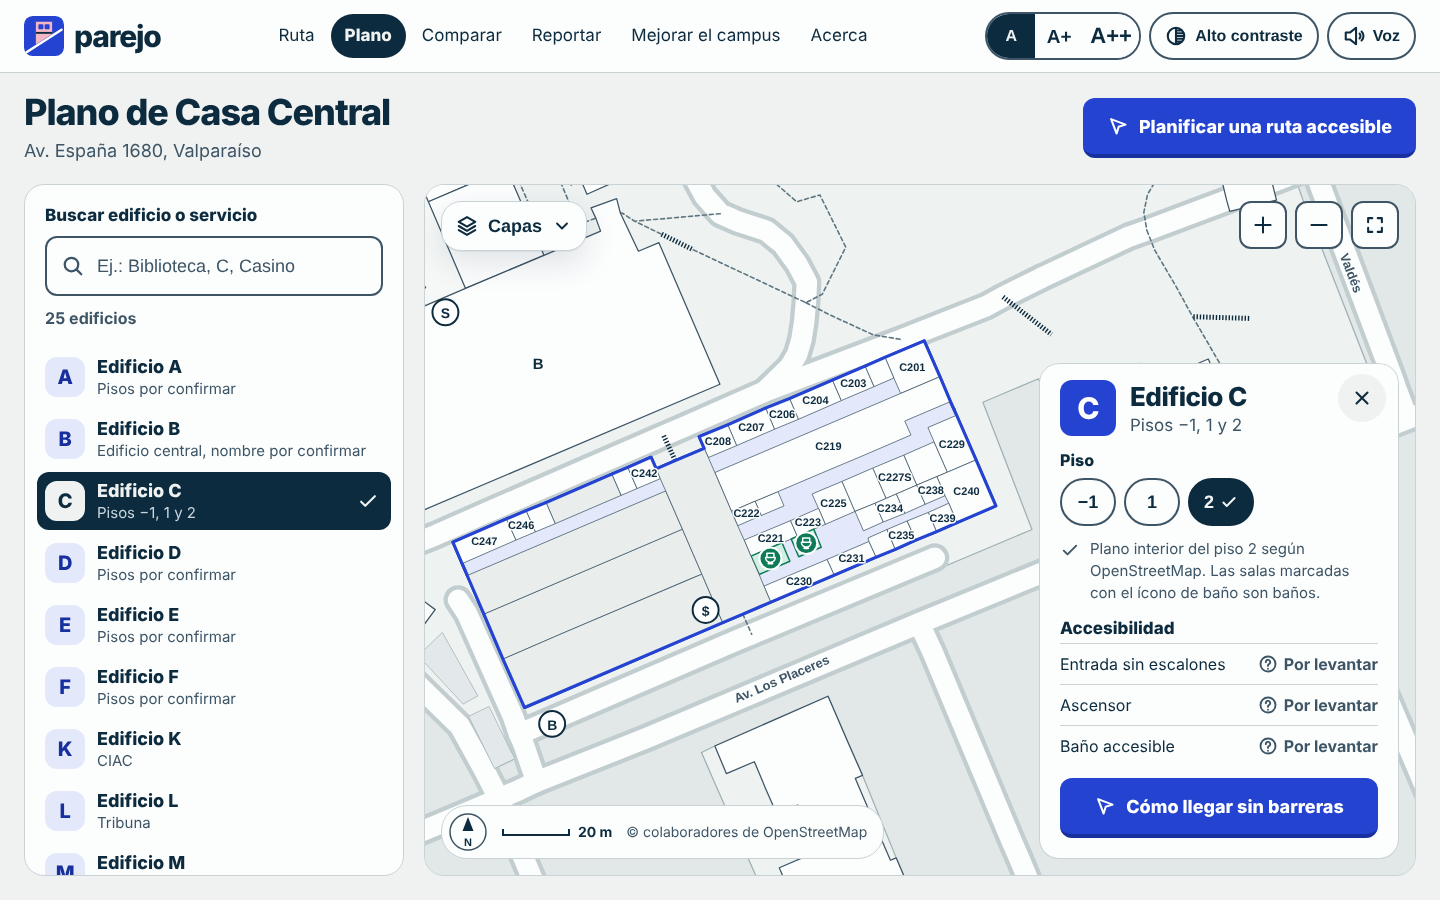 parejo
Ruta
Plano
Comparar
Reportar
Mejorar el campus
Acerca
A
A+
A++
Alto contraste
Voz
Plano de Casa Central
Av. España 1680, Valparaíso
Planificar una ruta accesible
Buscar edificio o servicio
Ej.: Biblioteca, C, Casino
25 edificios
A
Edificio A
Pisos por confirmar
B
Edificio B
Edificio central, nombre por confirmar
C
Edificio C
Pisos −1, 1 y 2
D
Edificio D
Pisos por confirmar
E
Edificio E
Pisos por confirmar
F
Edificio F
Pisos por confirmar
K
Edificio K
CIAC
L
Edificio L
Tribuna
M
Edificio M
Capas
Valdés
S
B
C201
C203
C204
C206
C207
C208
C219
C229
C242
C227S
C240
C238
C225
C234
C222
C223
C239
C246
C247
C221
C235
C231
C230
$
B
Av. Los Placeres
N
20 m
© colaboradores de OpenStreetMap
C
Edificio C
Pisos −1, 1 y 2
Piso
−1
1
2
Plano interior del piso 2 según
OpenStreetMap. Las salas marcadas
con el ícono de baño son baños.
Accesibilidad
Entrada sin escalones
Por levantar
Ascensor
Por levantar
Baño accesible
Por levantar
Cómo llegar sin barreras